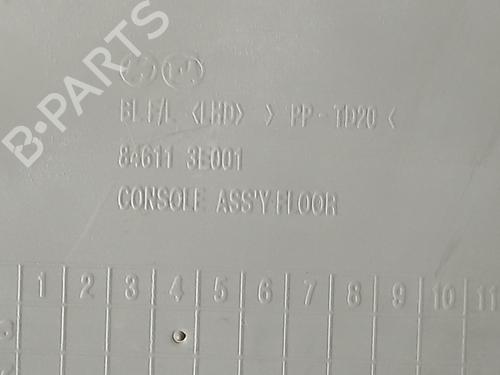 B-PARTS
BL F/L <LHD> > PP-TD20 <
84611 3E001
CONSOLE ASS'Y-FLOOR
1 2 3 4 5 6 7 8 9 10 11